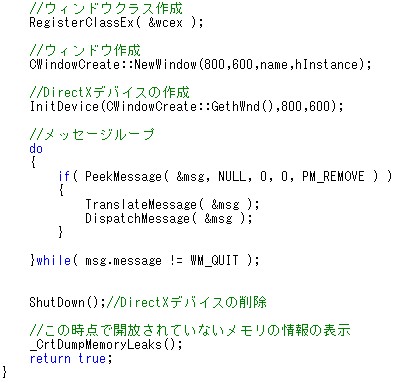 //ウィンドウクラス作成
RegisterClassEx( &wcex );
//ウィンドウ作成
CWindowCreate::NewWindow(800,600,name,hInstance);
//DirectXデバイスの作成
InitDevice(CWindowCreate::GethWnd(),800,600);
//メッセージループ
do
{
if( PeekMessage( &msg, NULL, 0, 0, PM_REMOVE ) )
{
TranslateMessage( &msg );
DispatchMessage( &msg );
}
}while( msg.message != WM_QUIT );
ShutDown();//DirectXデバイスの削除
//この時点で開放されていないメモリの情報の表示
_CrtDumpMemoryLeaks();
return true;
}